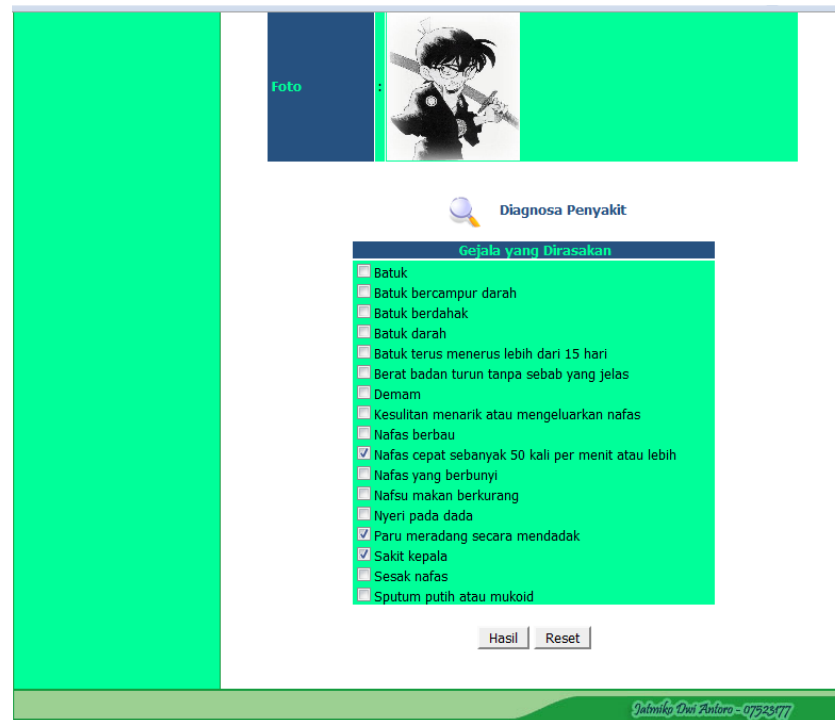 Foto :
Diagnosa Penyakit
Gejala yang Dirasakan
Batuk
Batuk bercampur darah
Batuk berdahak
Batuk darah
Batuk terus menerus lebih dari 15 hari
Berat badan turun tanpa sebab yang jelas
Demam
Kesulitan menarik atau mengeluarkan nafas
Nafas berbau
Nafas cepat sebanyak 50 kali per menit atau lebih
Nafas yang berbunyi
Nafsu makan berkurang
Nyeri pada dada
Paru meradang secara mendadak
Sakit kepala
Sesak nafas
Sputum putih atau mukoid
Hasil Reset
Jatmiko Dwi Antoro - 07523177